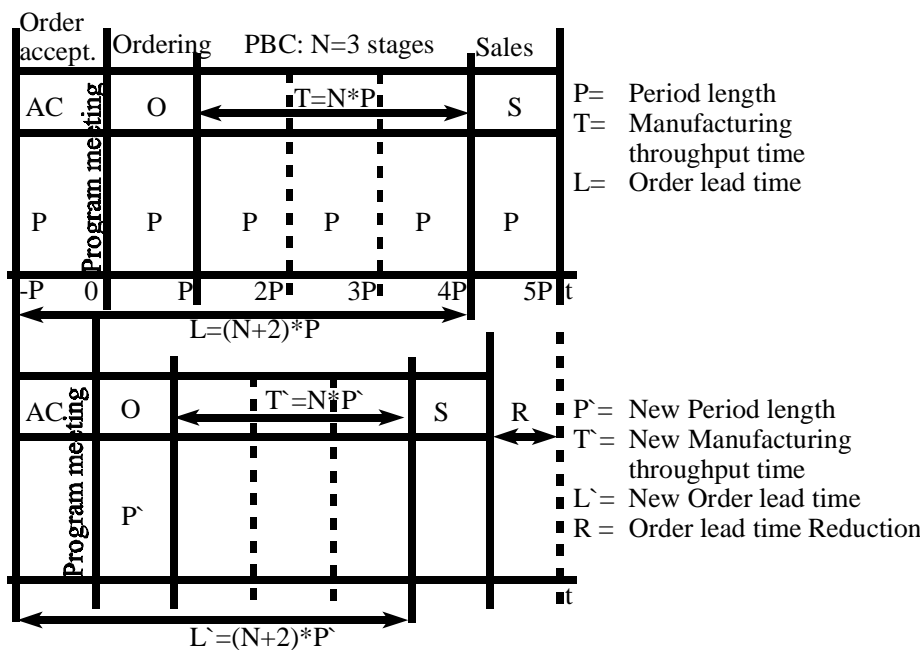 Order
accept.
Ordering PBC: N=3 stages Sales
AC O T=N*P S
Program meeting
P P P P P P
-P 0 P 2P 3P 4P 5P t
L=(N+2)*P
P= Period length
T= Manufacturing
throughput time
L= Order lead time
AC O T`=N*P` S R
Program meeting
P`
t
L`=(N+2)*P`
P`= New Period length
T`= New Manufacturing
throughput time
L`= New Order lead time
R = Order lead time Reduction